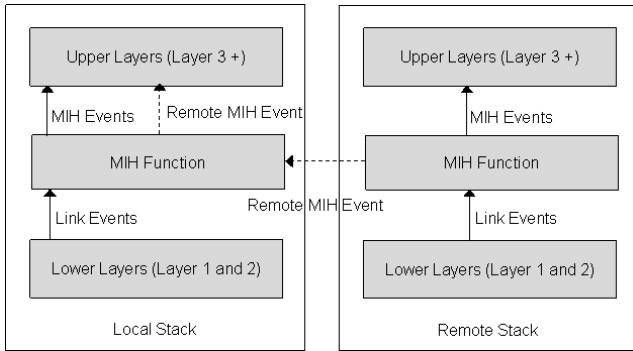 Upper Layers (Layer 3 +)
MIH Events
Remote MIH Event
MIH Function
Link Events
Lower Layers (Layer 1 and 2)
Local Stack
Remote MIH Event
Upper Layers (Layer 3 +)
MIH Events
MIH Function
Link Events
Lower Layers (Layer 1 and 2)
Remote Stack